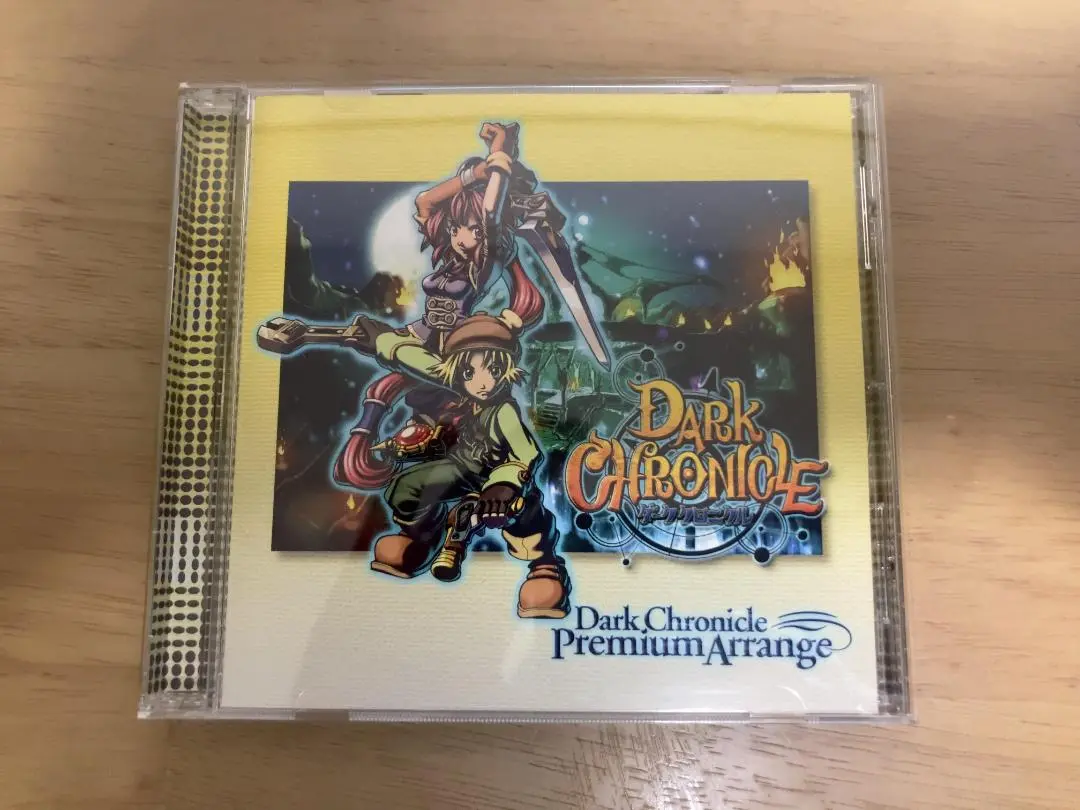 DARK
CHRONICLE
ダーククロニクル
Dark Chronicle
Premium Arrange